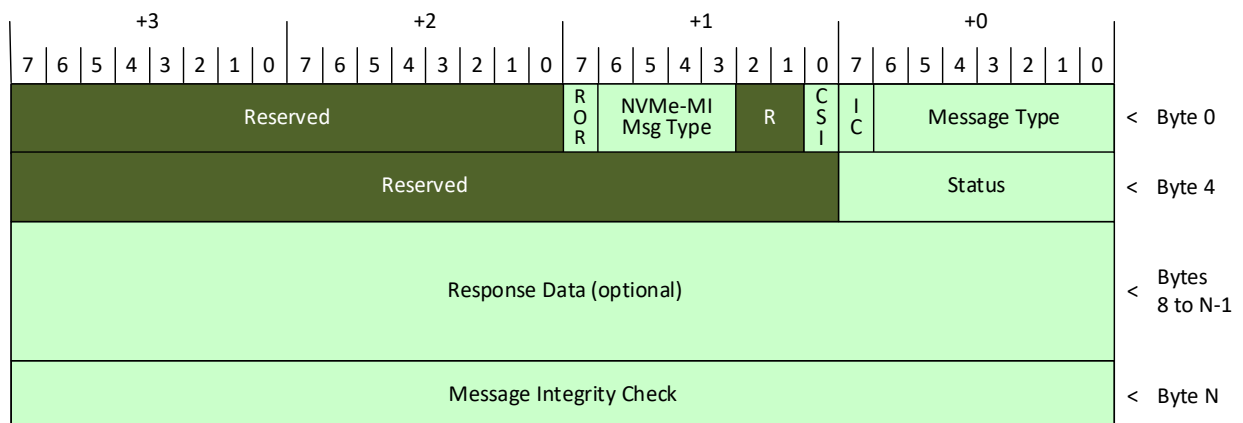 +3 +2 +1 +0
7 6 5 4 3 2 1 0 7 6 5 4 3 2 1 0 7 6 5 4 3 2 1 0 7 6 5 4 3 2 1 0
Reserved
R
O
R
NVMe-MI
Msg Type
R
C
S
I
I
C
Message Type
< Byte 0
Reserved
Status
< Byte 4
Response Data (optional)
< Bytes
8 to N-1
Message Integrity Check
< Byte N